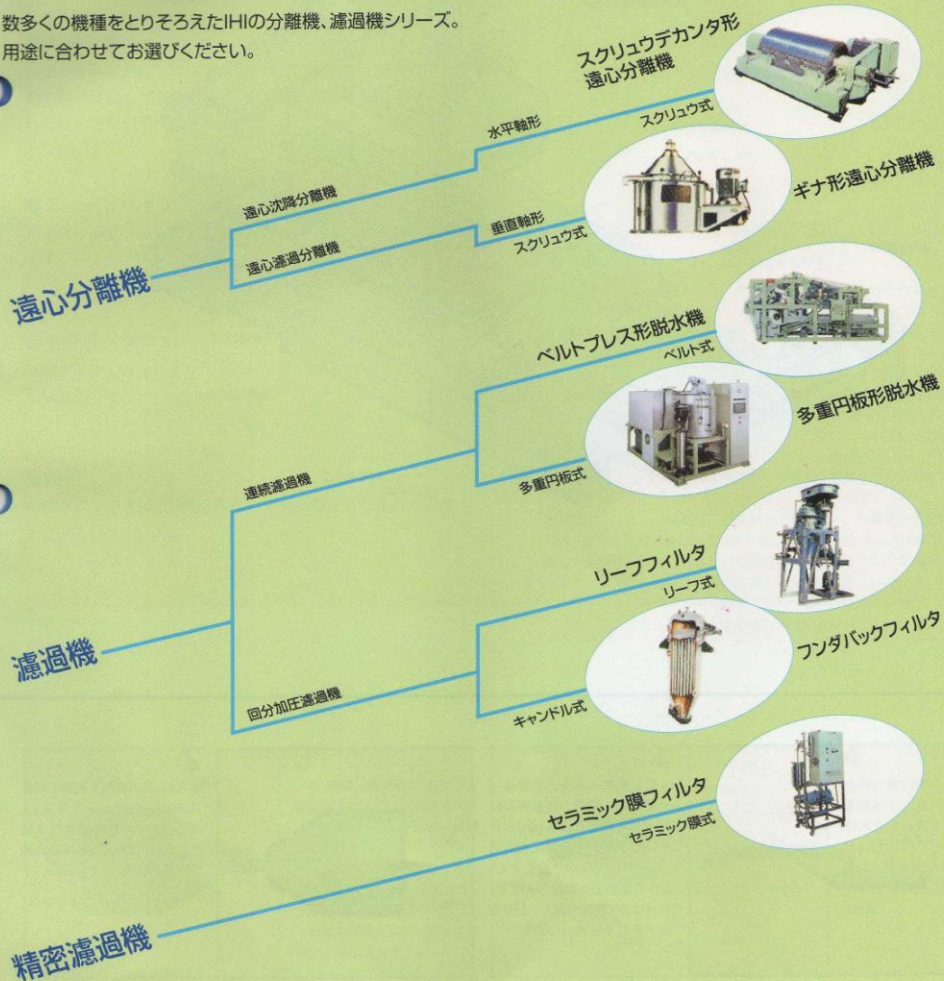 数多くの機種をとりそろえたIHIの分離機、濾過機シリーズ。
用途に合わせてお選びください。
スクリュウデカンタ形
遠心分離機
水平軸形
スクリュウ式
遠心沈降分離機
ギナ形遠心分離機
垂直軸形
スクリュウ式
遠心濾過分離機
遠心分離機
ベルトプレス形脱水機
ベルト式
多重円板形脱水機
連続濾過機
多重円板式
リーフフィルタ
リーフ式
フンダバックフィルタ
濾過機
回分加圧濾過機
キャンドル式
セラミック膜フィルタ
セラミック膜式
精密濾過機